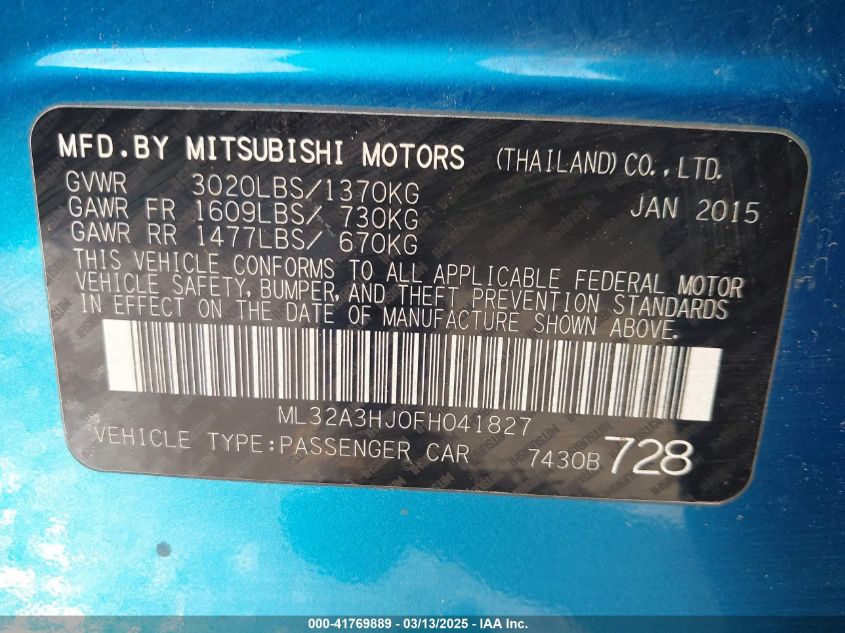 MFD.BY MITSUBISHI MOTORS (THAILAND) CO., LTD.
GVWR 3020LBS/1370KG JAN 2015
GAWR FR 1609LBS/ 730KG
GAWR RR 1477LBS/ 670KG
THIS VEHICLE CONFORMS TO ALL APPLICABLE FEDERAL MOTOR
VEHICLE SAFETY, BUMPER, AND THEFT PREVENTION STANDARDS
IN EFFECT ON THE DATE OF MANUFACTURE SHOWN ABOVE.
ML32A3HJ0FH041827
VEHICLE TYPE:PASSENGER CAR 7430B 728
000-41769889 — 03/13/2025 — IAA Inc.